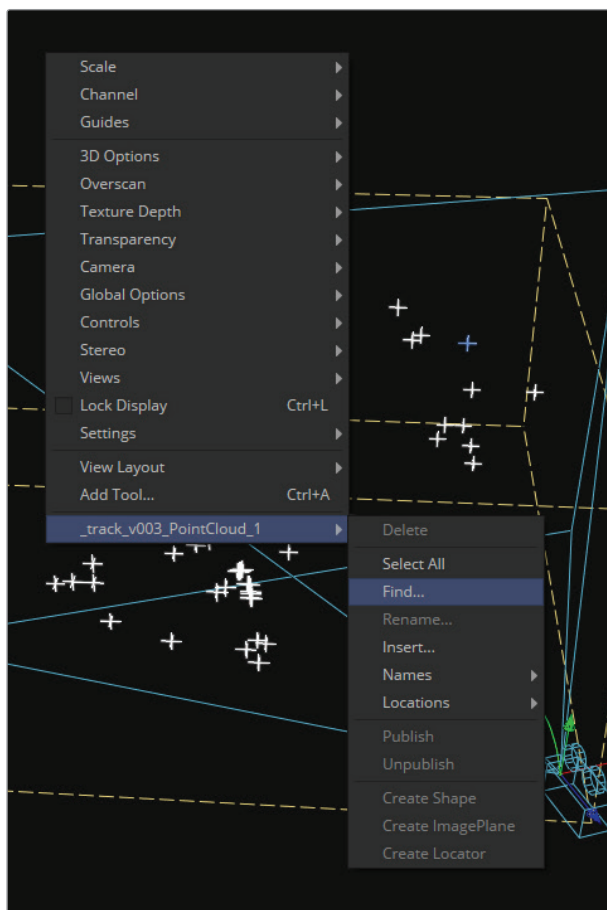 Scale
Channel
Guides
3D Options
Overscan
Texture Depth
Transparency
Camera
Global Options
Controls
Stereo
Views
Lock Display Ctrl+L
Settings
View Layout
Add Tool... Ctrl+A
_track_v003_PointCloud_1
Delete
Select All
Find...
Rename...
Insert...
Names
Locations
Publish
Unpublish
Create Shape
Create ImagePlane
Create Locator